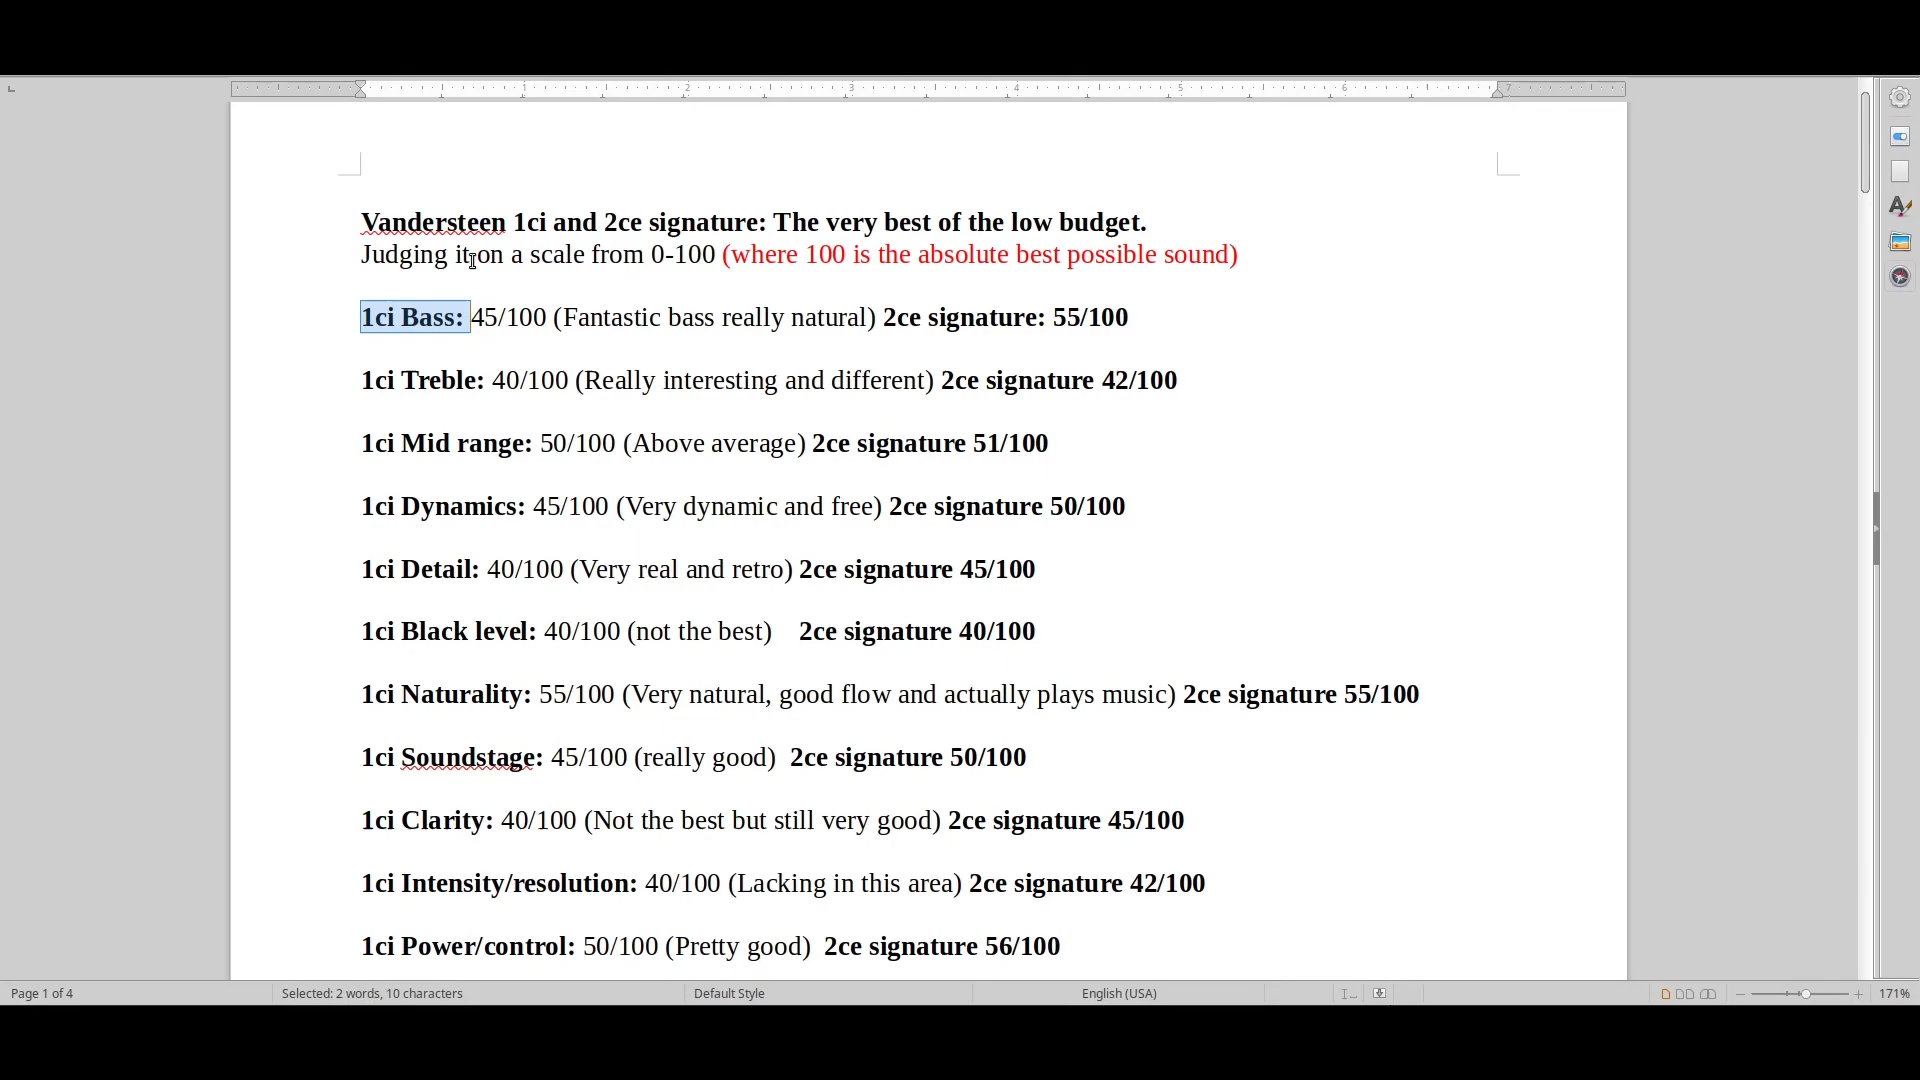 1 2 3 4 5 6 7
Vandersteen 1ci and 2ce signature: The very best of the low budget.
Judging it on a scale from 0-100 (where 100 is the absolute best possible sound)
1ci Bass: 45/100 (Fantastic bass really natural) 2ce signature: 55/100
1ci Treble: 40/100 (Really interesting and different) 2ce signature 42/100
1ci Mid range: 50/100 (Above average) 2ce signature 51/100
1ci Dynamics: 45/100 (Very dynamic and free) 2ce signature 50/100
1ci Detail: 40/100 (Very real and retro) 2ce signature 45/100
1ci Black level: 40/100 (not the best) 2ce signature 40/100
1ci Naturality: 55/100 (Very natural, good flow and actually plays music) 2ce signature 55/100
1ci Soundstage: 45/100 (really good) 2ce signature 50/100
1ci Clarity: 40/100 (Not the best but still very good) 2ce signature 45/100
1ci Intensity/resolution: 40/100 (Lacking in this area) 2ce signature 42/100
1ci Power/control: 50/100 (Pretty good) 2ce signature 56/100
Page 1 of 4 Selected: 2 words, 10 characters Default Style English (USA) 171%